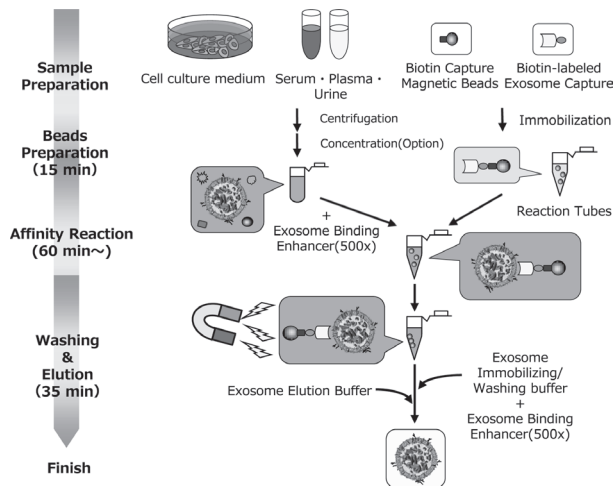 Sample
Preparation
Beads
Preparation
(15 min)
Affinity Reaction
(60 min～)
Washing
&
Elution
(35 min)
Finish
Cell culture medium
Serum・Plasma・
Urine
Centrifugation
Concentration(Option)
Biotin Capture
Magnetic Beads
Biotin-labeled
Exosome Capture
Immobilization
Reaction Tubes
+
Exosome Binding
Enhancer(500x)
Exosome Elution Buffer
Exosome
Immobilizing/
Washing buffer
+
Exosome Binding
Enhancer(500x)